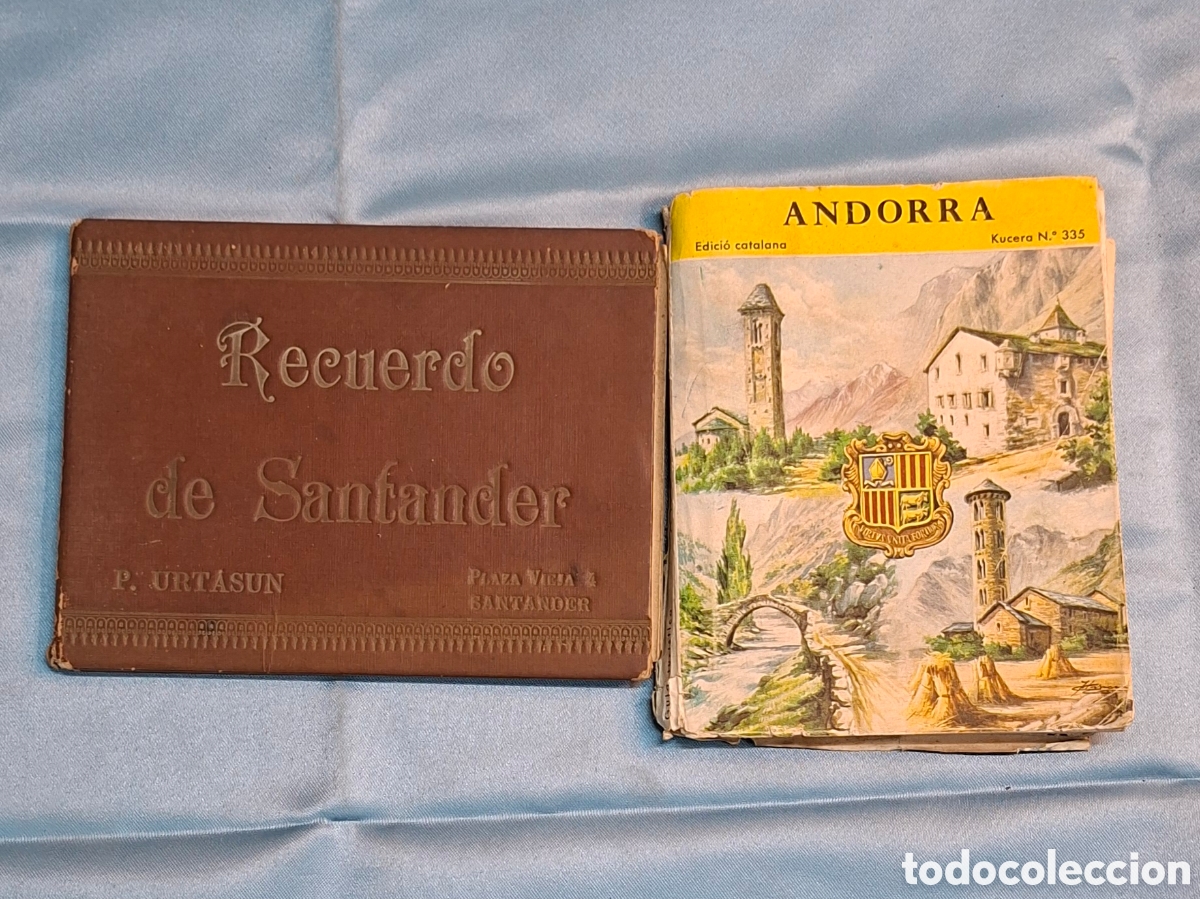 Recuerdo
de Santander
P. URTÁSUN
PLAZA VIEJA 4
SANTANDER
ANDORRA
Edició catalana
Kucera N.º 335
todocoleccion